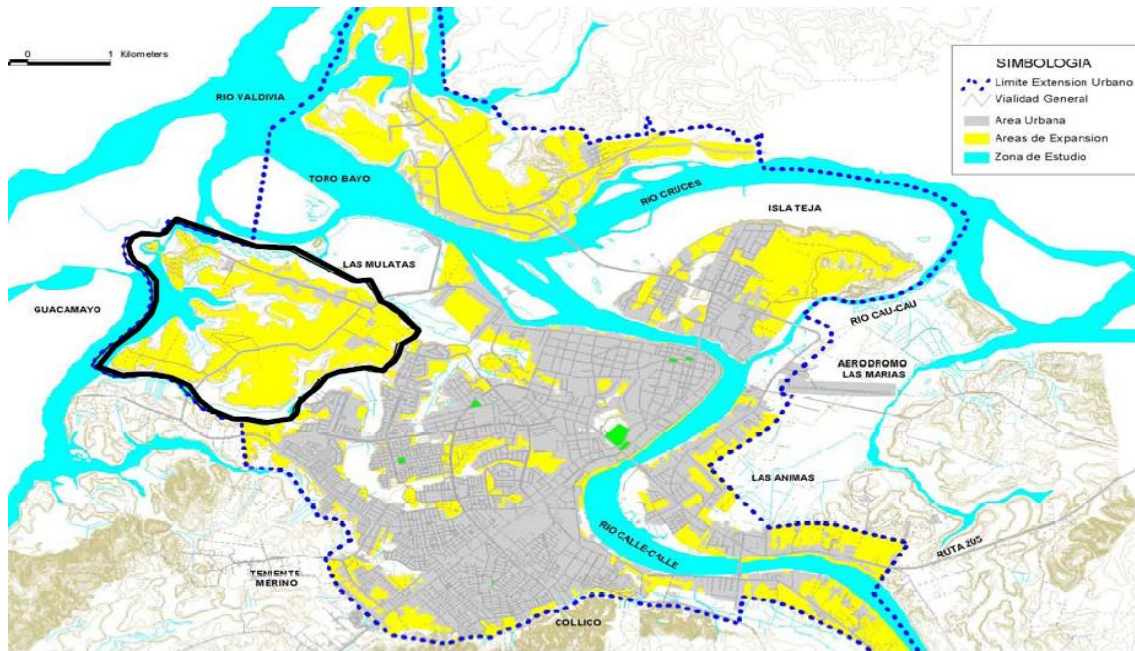 0 1 Kilometers
SIMBOLOGIA
Limite Extension Urbano
Vialidad General
Area Urbana
Areas de Expansion
Zona de Estudio
RIO VALDIVIA
TORO BAYO
RIO CRUCES
ISLA TEJA
LAS MULATAS
GUACAMAYO
RIO CAU-CAU
AERODROMO
LAS MARIAS
LAS ANIMAS
RIO CALLE-CALLE
RUTA 205
TENIENTE
MERINO
COLLICO